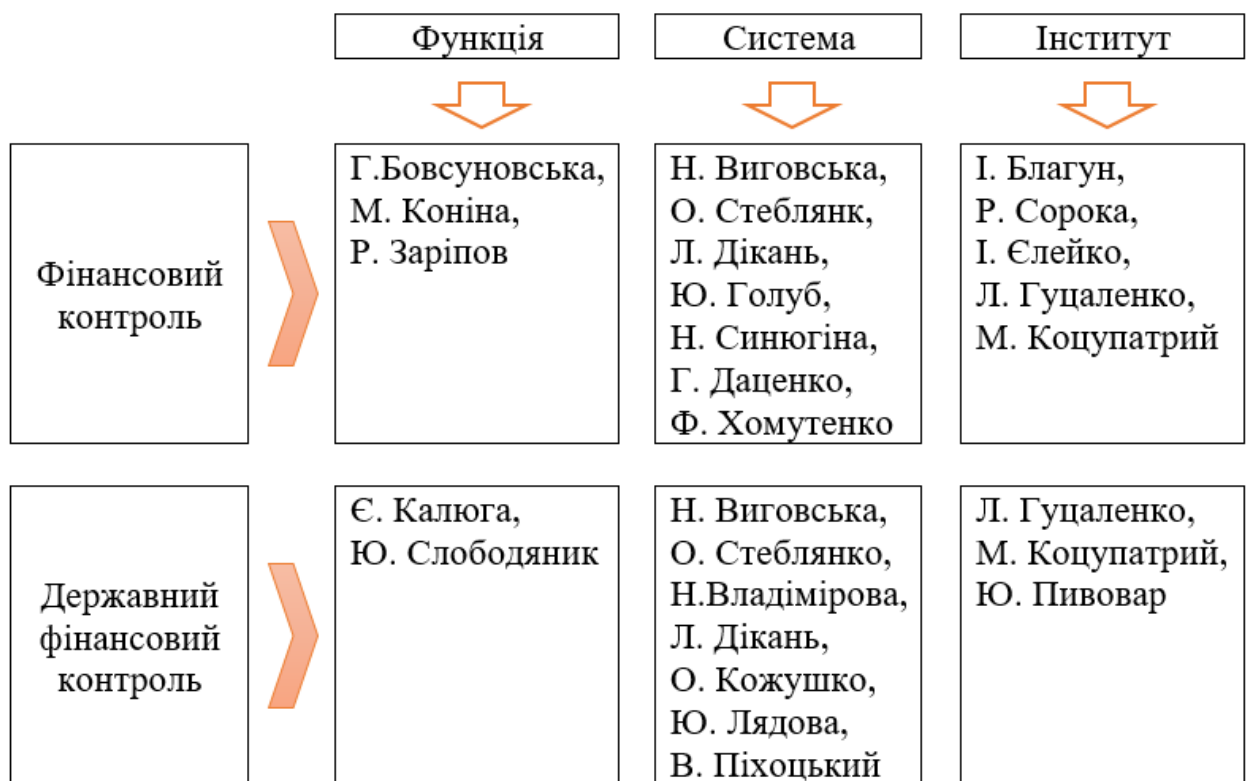 Функція
Система
Інститут
Фінансовий
контроль
Г.Бовсуновська,
М. Коніна,
Р. Заріпов
Н. Виговська,
О. Стеблянк,
Л. Дікань,
Ю. Голуб,
Н. Синюгіна,
Г. Даценко,
Ф. Хомутенко
І. Благун,
Р. Сорока,
І. Єлейко,
Л. Гуцаленко,
М. Коцупатрий
Державний
фінансовий
контроль
Є. Калюга,
Ю. Слободяник
Н. Виговська,
О. Стеблянко,
Н.Владімірова,
Л. Дікань,
О. Кожушко,
Ю. Лядова,
В. Піхоцький
Л. Гуцаленко,
М. Коцупатрий,
Ю. Пивовар